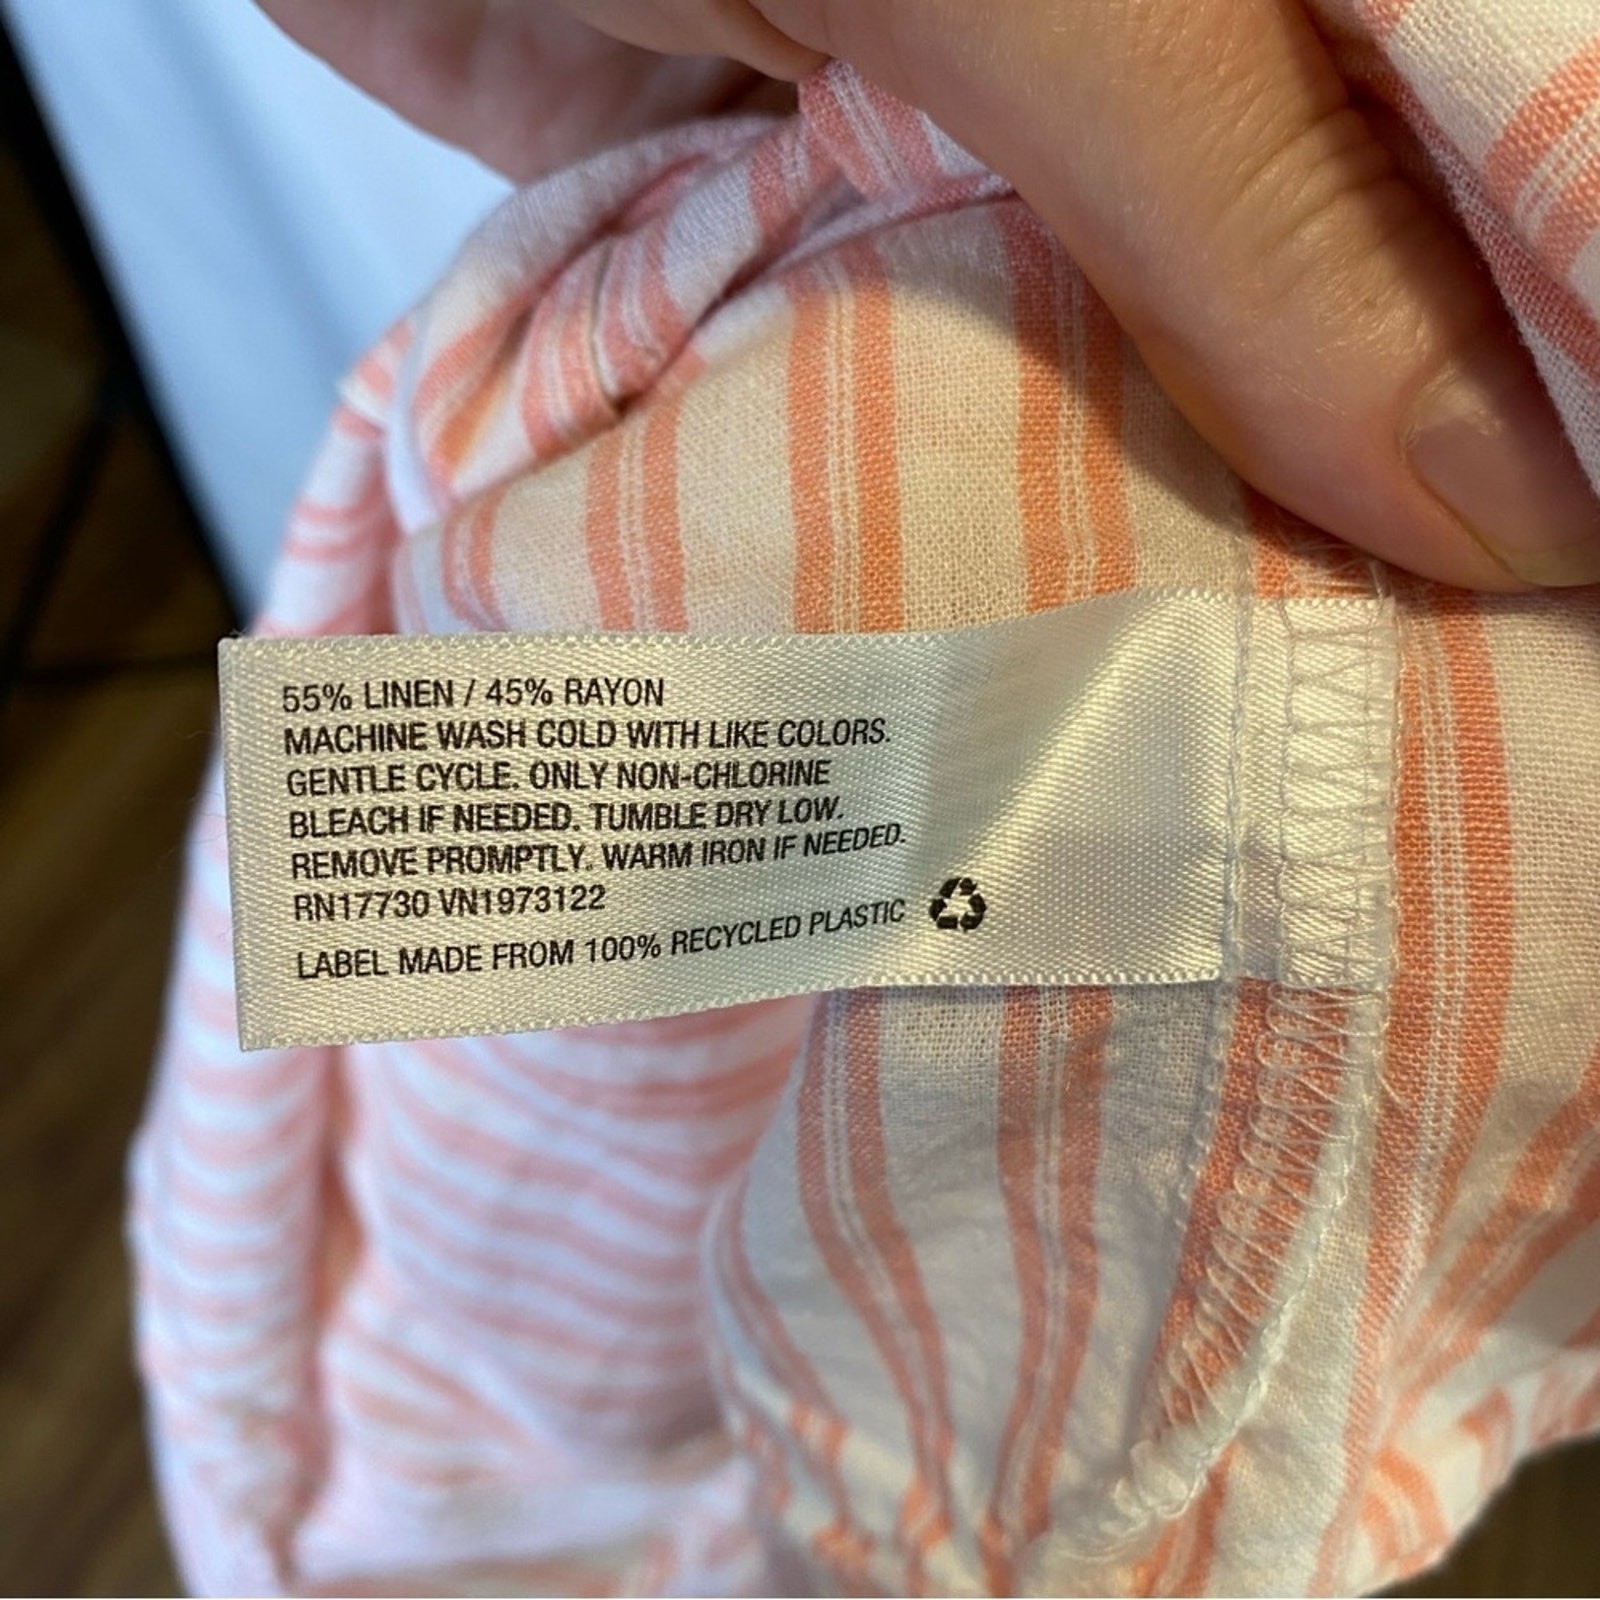 55% LINEN / 45% RAYON
MACHINE WASH COLD WITH LIKE COLORS.
GENTLE CYCLE. ONLY NON-CHLORINE
BLEACH IF NEEDED. TUMBLE DRY LOW.
REMOVE PROMPTLY. WARM IRON IF NEEDED.
RN17730 VN1973122
LABEL MADE FROM 100% RECYCLED PLASTIC